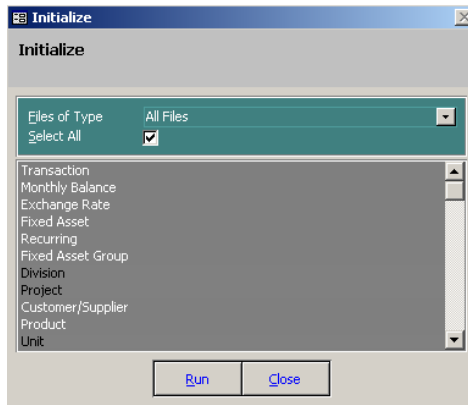 Initialize
Initialize
Files of Type All Files
Select All
Transaction
Monthly Balance
Exchange Rate
Fixed Asset
Recurring
Fixed Asset Group
Division
Project
Customer/Supplier
Product
Unit
Run Close